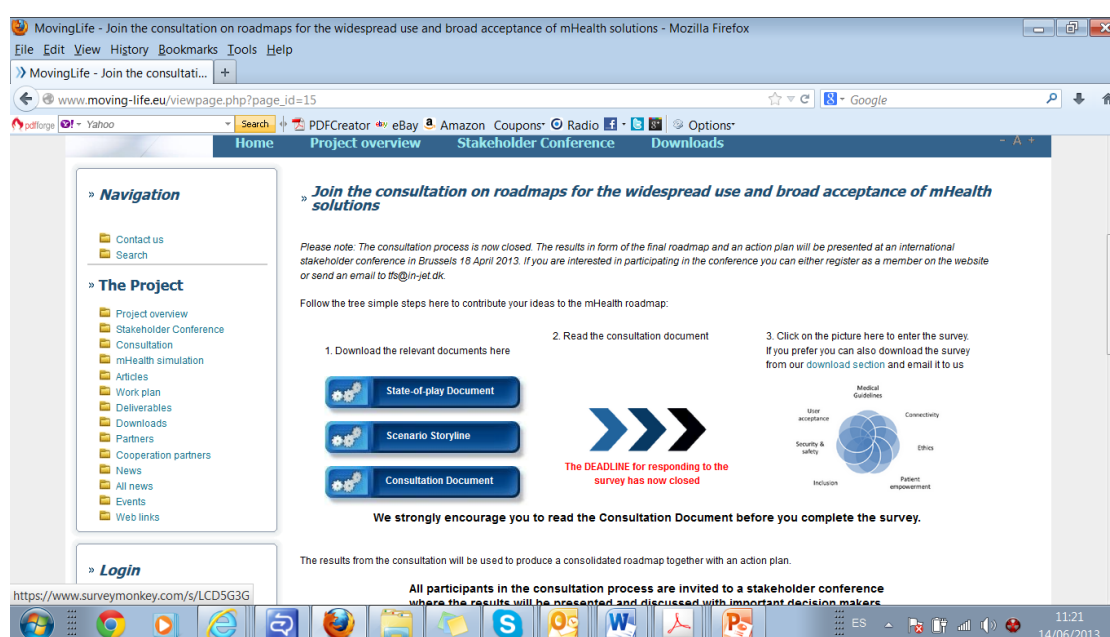 MovingLife - Join the consultation on roadmaps for the widespread use and broad acceptance of mHealth solutions - Mozilla Firefox
File Edit View History Bookmarks Tools Help
MovingLife - Join the consultati... +
www.moving-life.eu/viewpage.php?page_id=15
Google
pdfforge Yahoo Search PDFCreator eBay Amazon Coupons Radio Options
Home Project overview Stakeholder Conference Downloads - A +
» Navigation
Contact us
Search
» The Project
Project overview
Stakeholder Conference
Consultation
mHealth simulation
Articles
Work plan
Deliverables
Downloads
Partners
Cooperation partners
News
All news
Events
Web links
» Login
» Join the consultation on roadmaps for the widespread use and broad acceptance of mHealth
solutions
Please note: The consultation process is now closed. The results in form of the final roadmap and an action plan will be presented at an international
stakeholder conference in Brussels 18 April 2013. If you are interested in participating in the conference you can either register as a member on the website
or send an email to tfs@in-jet.dk.
Follow the tree simple steps here to contribute your ideas to the mHealth roadmap:
1. Download the relevant documents here
State-of-play Document
Scenario Storyline
Consultation Document
2. Read the consultation document
The DEADLINE for responding to the
survey has now closed
3. Click on the picture here to enter the survey.
If you prefer you can also download the survey
from our download section and email it to us
Medical
Guidelines
User
acceptance
Connectivity
Security &
safety
Ethics
Inclusion
Patient
empowerment
We strongly encourage you to read the Consultation Document before you complete the survey.
The results from the consultation will be used to produce a consolidated roadmap together with an action plan.
All participants in the consultation process are invited to a stakeholder conference
where the results will be presented and discussed with important decision makers
https://www.surveymonkey.com/s/LCD5G3G
ES
11:21
14/06/2013